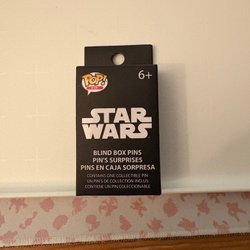 POP!
6+
STAR
WARS
BLIND BOX PINS
PIN'S SURPRISES
PINS EN CAJA SORPRESA
CONTAINS ONE COLLECTIBLE PIN
UN PIN'S DE COLLECTION INCLUS
CONTIENE UN PIN COLECCIONABLE